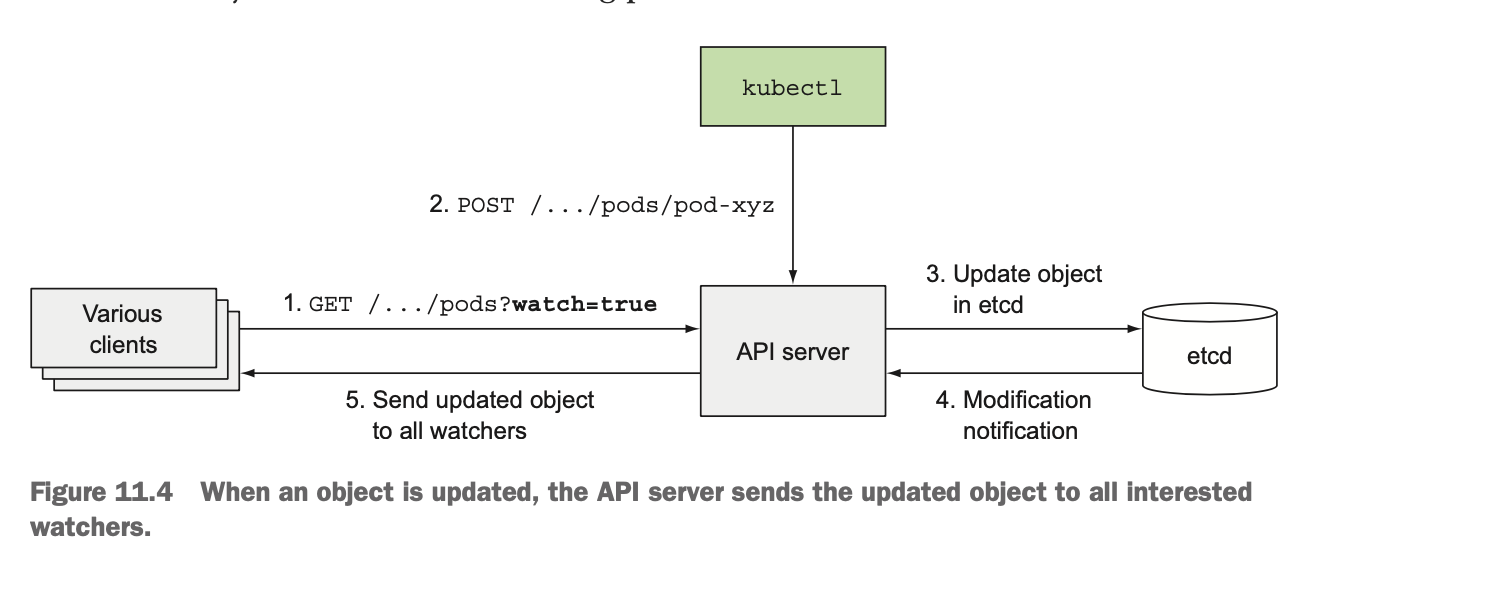 kubectl
2. POST /.../pods/pod-xyz
3. Update object
in etcd
Various
clients
1. GET /.../pods?watch=true
API server
etcd
5. Send updated object
to all watchers
4. Modification
notification
Figure 11.4 When an object is updated, the API server sends the updated object to all interested
watchers.